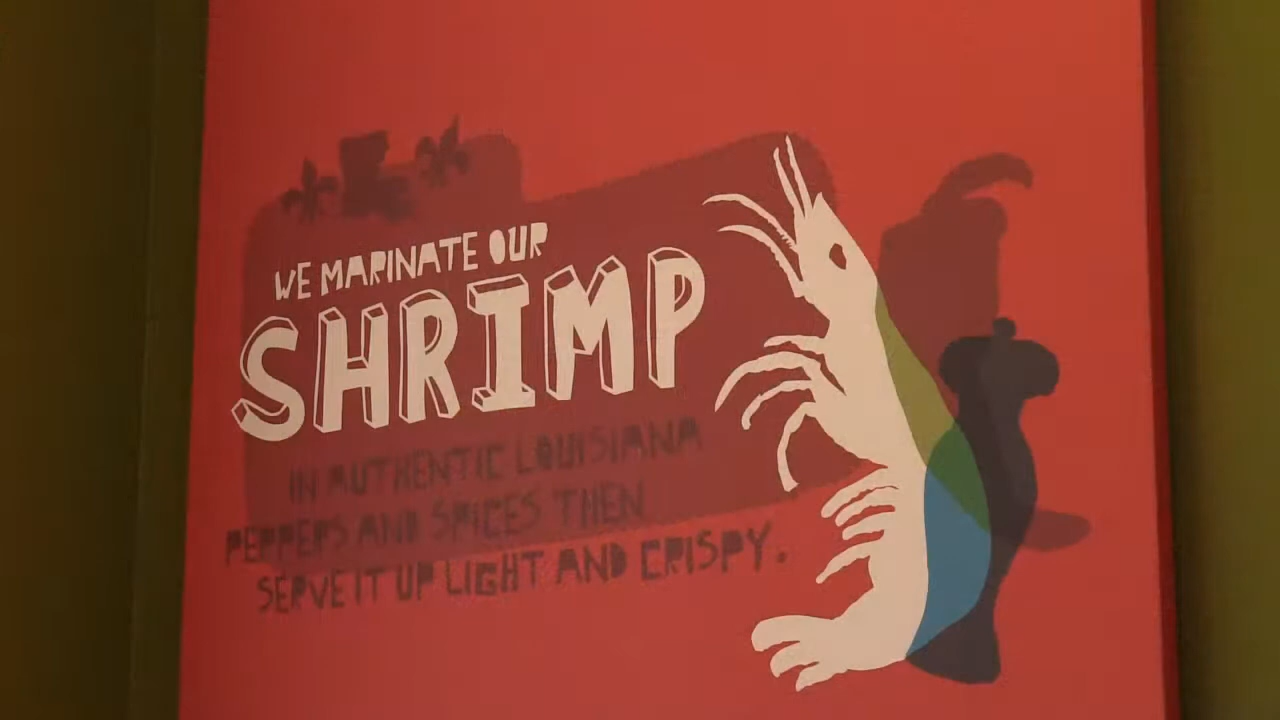 WE MARINATE OUR
SHRIMP
IN AUTHENTIC LOUISIANA
PEPPERS AND SPICES THEN
SERVE IT UP LIGHT AND CRISPY.